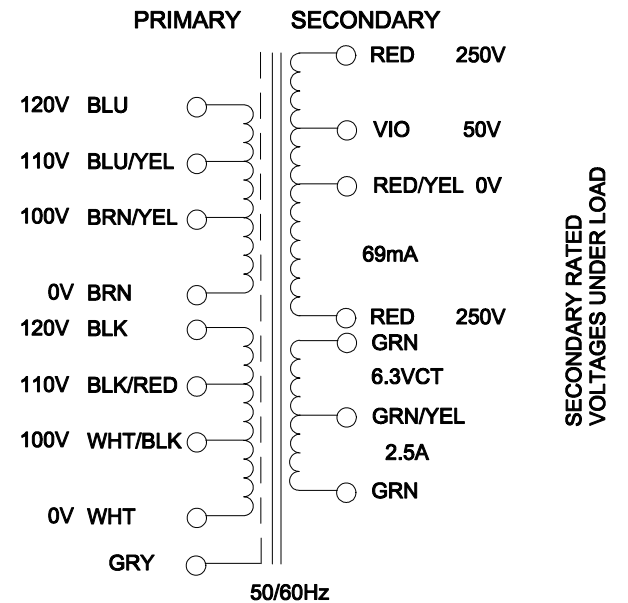 PRIMARY SECONDARY
RED 250V
120V BLU
VIO 50V
110V BLU/YEL
RED/YEL 0V
100V BRN/YEL
69mA
0V BRN
RED 250V
120V BLK
GRN
6.3VCT
110V BLK/RED
GRN/YEL
100V WHT/BLK
2.5A
GRN
0V WHT
GRY
50/60Hz
SECONDARY RATED
VOLTAGES UNDER LOAD